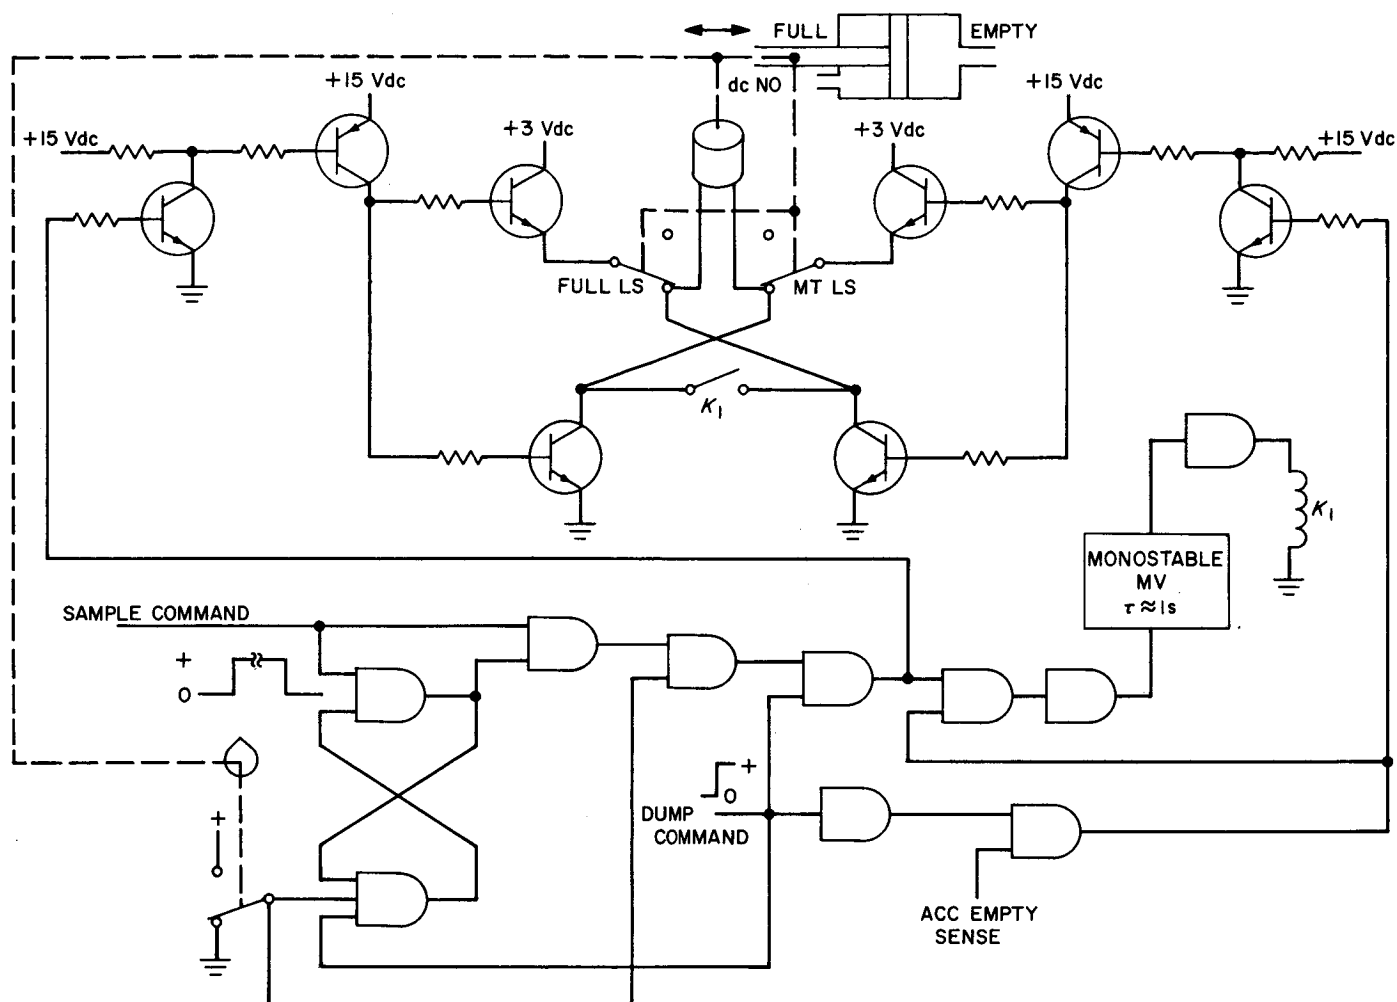 FULL
EMPTY
dc NO
+15 Vdc
+15 Vdc
+3 Vdc
+3 Vdc
+15 Vdc
+15 Vdc
FULL LS
MT LS
K1
K1
MONOSTABLE
MV
τ ≈ 1s
SAMPLE COMMAND
+
0
+
0
DUMP
COMMAND
+
ACC EMPTY
SENSE